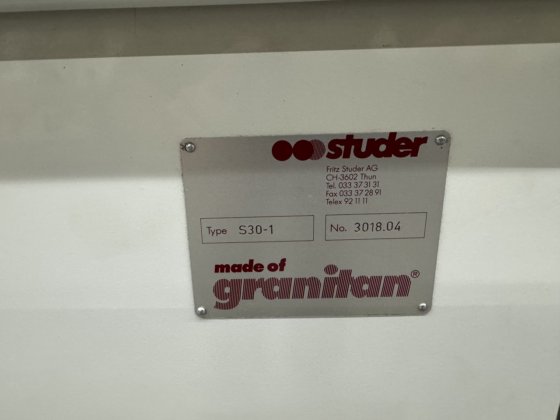 studer
Fritz Studer AG
CH-3602 Thun
Tel. 033 37 31 31
Fax 033 37 28 91
Telex 92 11 11
Type S30-1
No. 3018.04
made of
granitan®